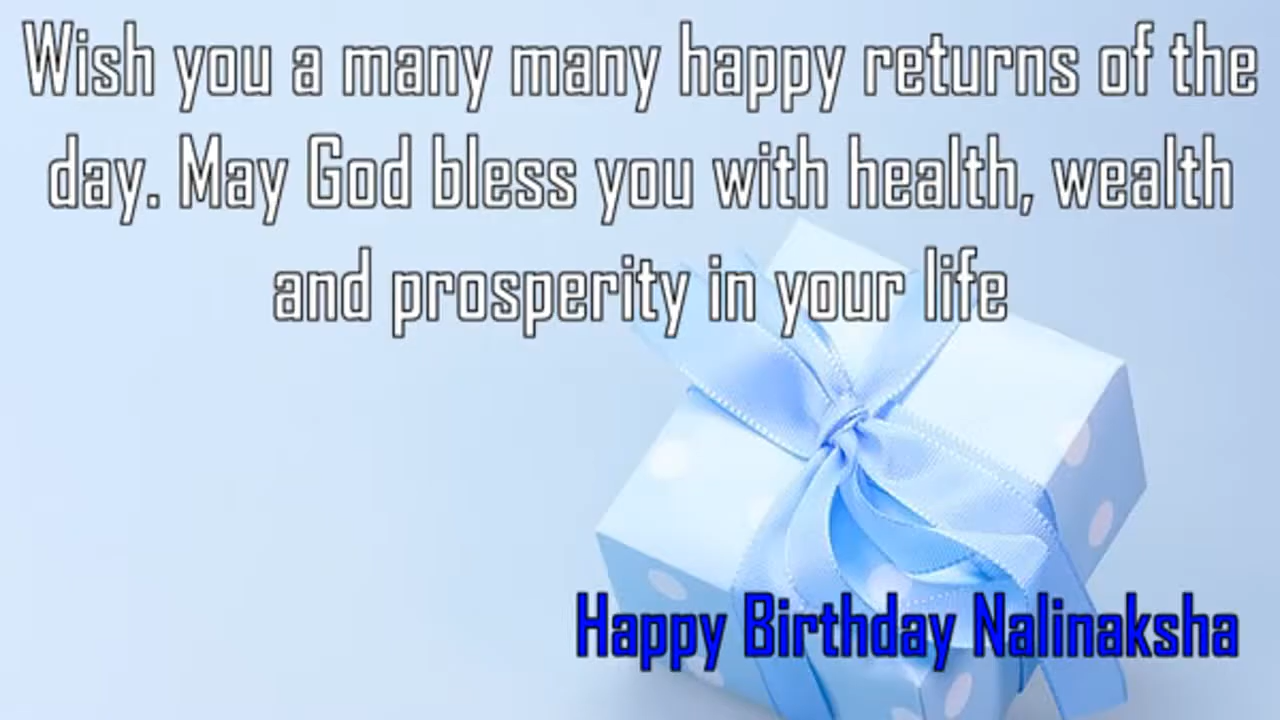 Wish you a many many happy returns of the
day. May God bless you with health, wealth
and prosperity in your life
Happy Birthday Nalinaksha